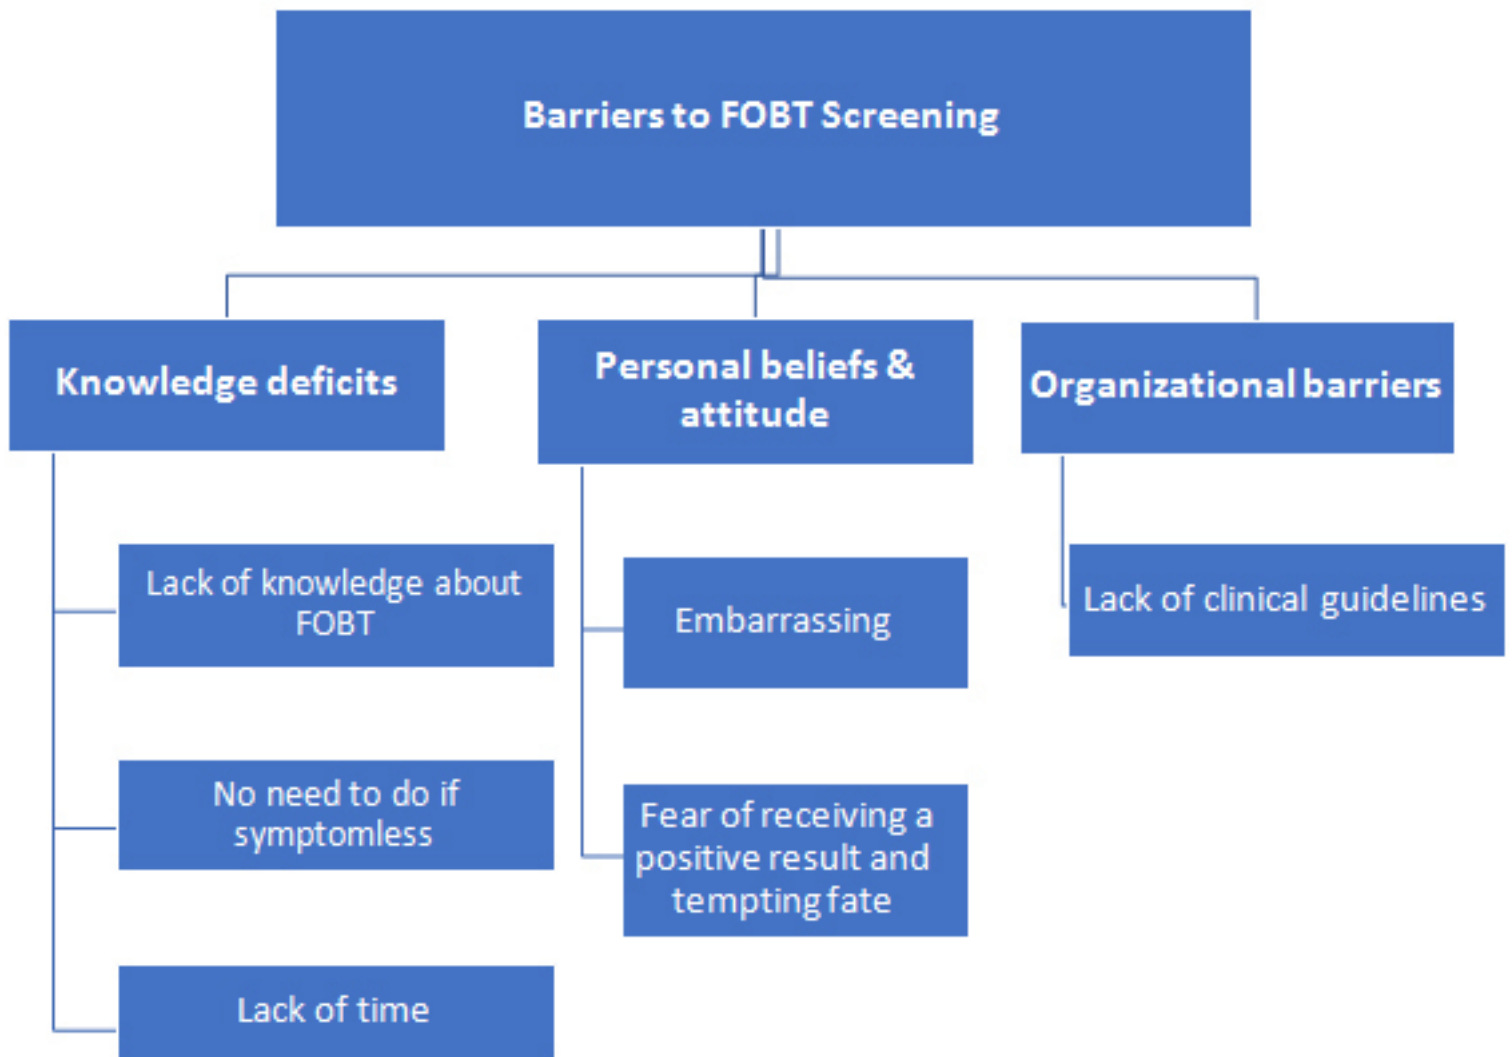 Barriers to FOBT Screening
Knowledge deficits
Personal beliefs &
attitude
Organizational barriers
Lack of knowledge about
FOBT
No need to do if
symptomless
Lack of time
Embarrassing
Fear of receiving a
positive result and
tempting fate
Lack of clinical guidelines